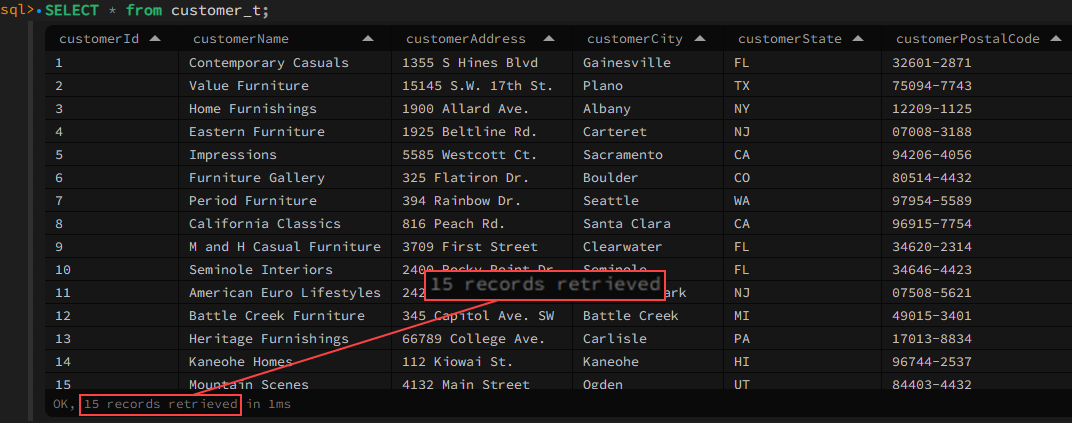 sql> SELECT * from customer_t;
customerId customerName customerAddress customerCity customerState customerPostalCode
1 Contemporary Casuals 1355 S Hines Blvd Gainesville FL 32601-2871
2 Value Furniture 15145 S.W. 17th St. Plano TX 75094-7743
3 Home Furnishings 1900 Allard Ave. Albany NY 12209-1125
4 Eastern Furniture 1925 Beltline Rd. Carteret NJ 07008-3188
5 Impressions 5585 Westcott Ct. Sacramento CA 94206-4056
6 Furniture Gallery 325 Flatiron Dr. Boulder CO 80514-4432
7 Period Furniture 394 Rainbow Dr. Seattle WA 97954-5589
8 California Classics 816 Peach Rd. Santa Clara CA 96915-7754
9 M and H Casual Furniture 3709 First Street Clearwater FL 34620-2314
10 Seminole Interiors 2400 Rocky Point Dr Seminole FL 34646-4423
15 records retrieved
11 American Euro Lifestyles 242 ark NJ 07508-5621
12 Battle Creek Furniture 345 Capitol Ave. SW Battle Creek MI 49015-3401
13 Heritage Furnishings 66789 College Ave. Carlisle PA 17013-8834
14 Kaneohe Homes 112 Kiowai St. Kaneohe HI 96744-2537
15 Mountain Scenes 4132 Main Street Ogden UT 84403-4432
OK, 15 records retrieved in 1ms